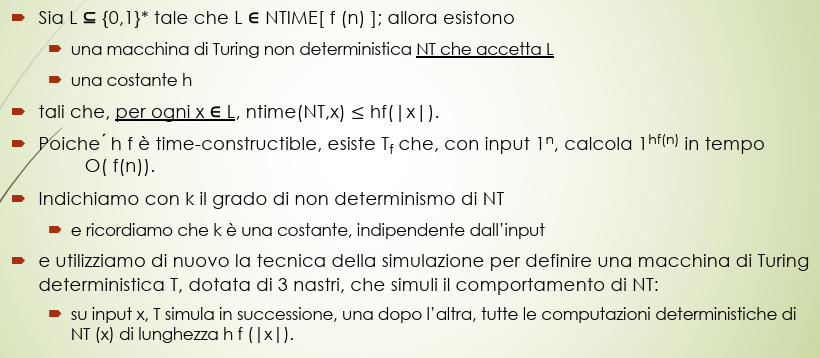 Sia L ⊆ {0,1}* tale che L ∈ NTIME[ f (n) ]; allora esistono
una macchina di Turing non deterministica NT che accetta L
una costante h
tali che, per ogni x ∈ L, ntime(NT,x) ≤ hf(|x|).
Poiche´ h f è time-constructible, esiste T_f che, con input 1ⁿ, calcola 1^hf(n) in tempo
O( f(n)).
Indichiamo con k il grado di non determinismo di NT
e ricordiamo che k è una costante, indipendente dall’input
e utilizziamo di nuovo la tecnica della simulazione per definire una macchina di Turing
deterministica T, dotata di 3 nastri, che simuli il comportamento di NT:
su input x, T simula in successione, una dopo l’altra, tutte le computazioni deterministiche di
NT (x) di lunghezza h f (|x|).